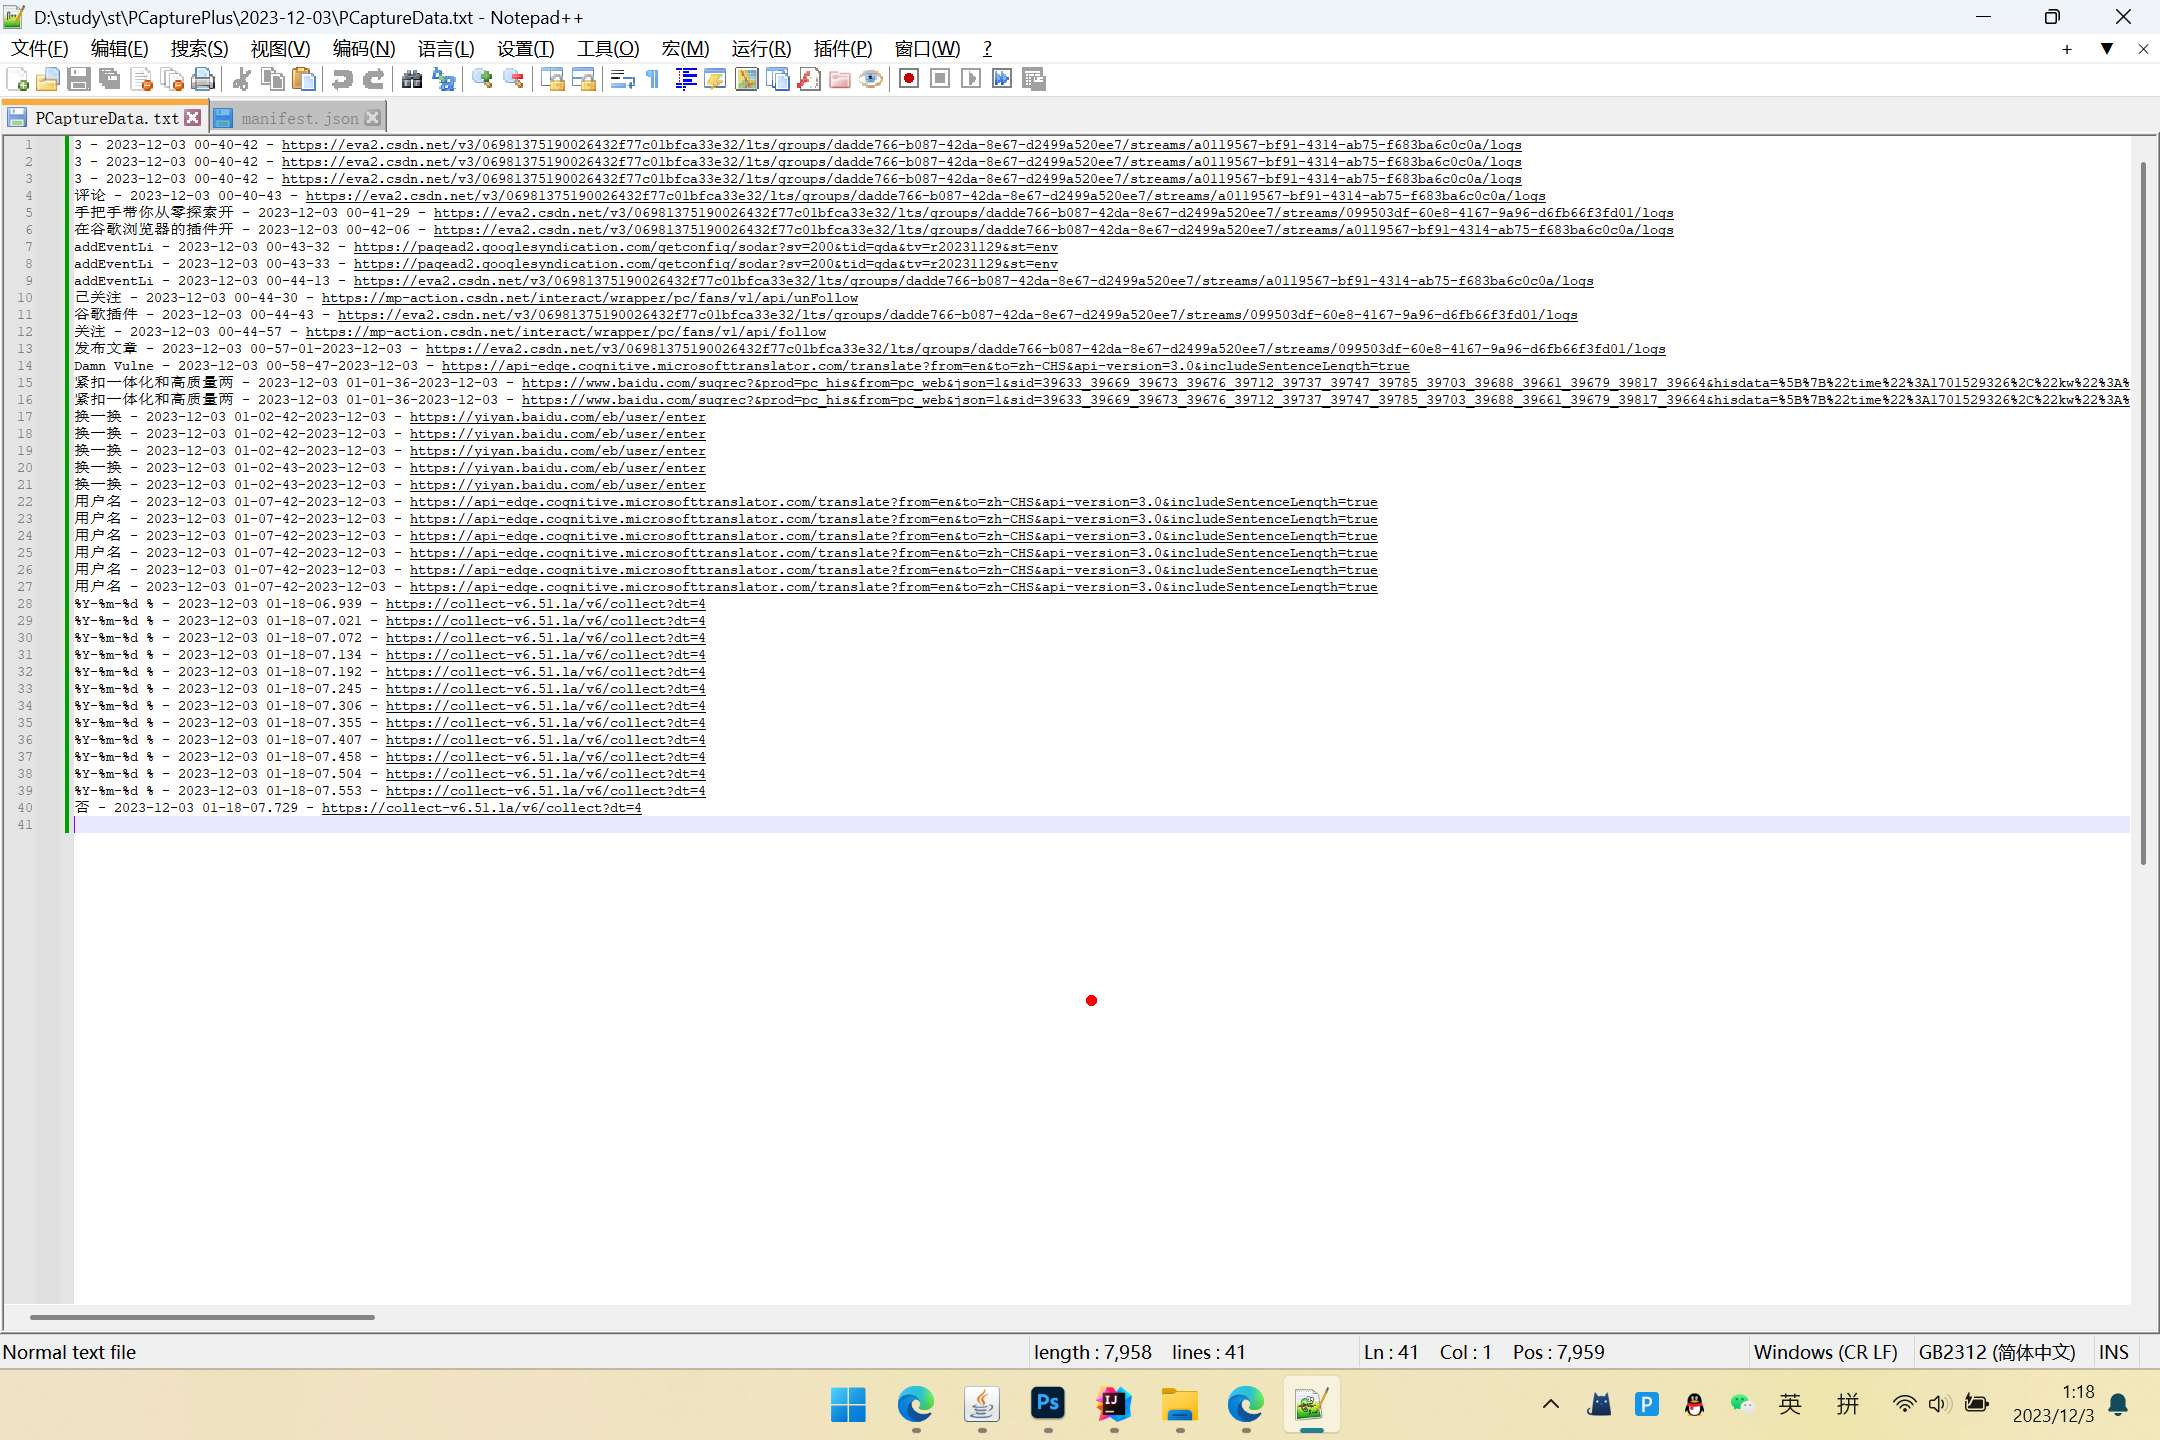 D:\study\st\PCapturePlus\2023-12-03\PCaptureData.txt - Notepad++
文件(F) 编辑(E) 搜索(S) 视图(V) 编码(N) 语言(L) 设置(T) 工具(O) 宏(M) 运行(R) 插件(P) 窗口(W) ?
PCaptureData.txt manifest.json
1 3 - 2023-12-03 00-40-42 - https://eva2.csdn.net/v3/06981375190026432f77c01bfca33e32/lts/groups/dadde766-b087-42da-8e67-d2499a520ee7/streams/a0119567-bf91-4314-ab75-f683ba6c0c0a/logs
2 3 - 2023-12-03 00-40-42 - https://eva2.csdn.net/v3/06981375190026432f77c01bfca33e32/lts/groups/dadde766-b087-42da-8e67-d2499a520ee7/streams/a0119567-bf91-4314-ab75-f683ba6c0c0a/logs
3 3 - 2023-12-03 00-40-42 - https://eva2.csdn.net/v3/06981375190026432f77c01bfca33e32/lts/groups/dadde766-b087-42da-8e67-d2499a520ee7/streams/a0119567-bf91-4314-ab75-f683ba6c0c0a/logs
4 评论 - 2023-12-03 00-40-43 - https://eva2.csdn.net/v3/06981375190026432f77c01bfca33e32/lts/groups/dadde766-b087-42da-8e67-d2499a520ee7/streams/a0119567-bf91-4314-ab75-f683ba6c0c0a/logs
5 手把手带你从零探索开 - 2023-12-03 00-41-29 - https://eva2.csdn.net/v3/06981375190026432f77c01bfca33e32/lts/groups/dadde766-b087-42da-8e67-d2499a520ee7/streams/099503df-60e8-4167-9a96-d6fb66f3fd01/logs
6 在谷歌浏览器的插件开 - 2023-12-03 00-42-06 - https://eva2.csdn.net/v3/06981375190026432f77c01bfca33e32/lts/groups/dadde766-b087-42da-8e67-d2499a520ee7/streams/a0119567-bf91-4314-ab75-f683ba6c0c0a/logs
7 addEventLi - 2023-12-03 00-43-32 - https://pagead2.googlesyndication.com/getconfig/sodar?sv=200&tid=gda&tv=r20231129&st=env
8 addEventLi - 2023-12-03 00-43-33 - https://pagead2.googlesyndication.com/getconfig/sodar?sv=200&tid=gda&tv=r20231129&st=env
9 addEventLi - 2023-12-03 00-44-13 - https://eva2.csdn.net/v3/06981375190026432f77c01bfca33e32/lts/groups/dadde766-b087-42da-8e67-d2499a520ee7/streams/a0119567-bf91-4314-ab75-f683ba6c0c0a/logs
10 已关注 - 2023-12-03 00-44-30 - https://mp-action.csdn.net/interact/wrapper/pc/fans/v1/api/unFollow
11 谷歌插件 - 2023-12-03 00-44-43 - https://eva2.csdn.net/v3/06981375190026432f77c01bfca33e32/lts/groups/dadde766-b087-42da-8e67-d2499a520ee7/streams/099503df-60e8-4167-9a96-d6fb66f3fd01/logs
12 关注 - 2023-12-03 00-44-57 - https://mp-action.csdn.net/interact/wrapper/pc/fans/v1/api/follow
13 发布文章 - 2023-12-03 00-57-01-2023-12-03 - https://eva2.csdn.net/v3/06981375190026432f77c01bfca33e32/lts/groups/dadde766-b087-42da-8e67-d2499a520ee7/streams/099503df-60e8-4167-9a96-d6fb66f3fd01/logs
14 Damn Vulne - 2023-12-03 00-58-47-2023-12-03 - https://api-edge.cognitive.microsofttranslator.com/translate?from=en&to=zh-CHS&api-version=3.0&includeSentenceLength=true
15 紧扣一体化和高质量两 - 2023-12-03 01-01-36-2023-12-03 - https://www.baidu.com/sugrec?&prod=pc_his&from=pc_web&json=1&sid=39633_39669_39673_39676_39712_39737_39747_39785_39703_39688_39661_39679_39817_39664&hisdata=%5B%7B%22time%22%3A1701529326%2C%22kw%22%3A%
16 紧扣一体化和高质量两 - 2023-12-03 01-01-36-2023-12-03 - https://www.baidu.com/sugrec?&prod=pc_his&from=pc_web&json=1&sid=39633_39669_39673_39676_39712_39737_39747_39785_39703_39688_39661_39679_39817_39664&hisdata=%5B%7B%22time%22%3A1701529326%2C%22kw%22%3A%
17 换一换 - 2023-12-03 01-02-42-2023-12-03 - https://yiyan.baidu.com/eb/user/enter
18 换一换 - 2023-12-03 01-02-42-2023-12-03 - https://yiyan.baidu.com/eb/user/enter
19 换一换 - 2023-12-03 01-02-42-2023-12-03 - https://yiyan.baidu.com/eb/user/enter
20 换一换 - 2023-12-03 01-02-43-2023-12-03 - https://yiyan.baidu.com/eb/user/enter
21 换一换 - 2023-12-03 01-02-43-2023-12-03 - https://yiyan.baidu.com/eb/user/enter
22 用户名 - 2023-12-03 01-07-42-2023-12-03 - https://api-edge.cognitive.microsofttranslator.com/translate?from=en&to=zh-CHS&api-version=3.0&includeSentenceLength=true
23 用户名 - 2023-12-03 01-07-42-2023-12-03 - https://api-edge.cognitive.microsofttranslator.com/translate?from=en&to=zh-CHS&api-version=3.0&includeSentenceLength=true
24 用户名 - 2023-12-03 01-07-42-2023-12-03 - https://api-edge.cognitive.microsofttranslator.com/translate?from=en&to=zh-CHS&api-version=3.0&includeSentenceLength=true
25 用户名 - 2023-12-03 01-07-42-2023-12-03 - https://api-edge.cognitive.microsofttranslator.com/translate?from=en&to=zh-CHS&api-version=3.0&includeSentenceLength=true
26 用户名 - 2023-12-03 01-07-42-2023-12-03 - https://api-edge.cognitive.microsofttranslator.com/translate?from=en&to=zh-CHS&api-version=3.0&includeSentenceLength=true
27 用户名 - 2023-12-03 01-07-42-2023-12-03 - https://api-edge.cognitive.microsofttranslator.com/translate?from=en&to=zh-CHS&api-version=3.0&includeSentenceLength=true
28 %Y-%m-%d % - 2023-12-03 01-18-06.939 - https://collect-v6.51.la/v6/collect?dt=4
29 %Y-%m-%d % - 2023-12-03 01-18-07.021 - https://collect-v6.51.la/v6/collect?dt=4
30 %Y-%m-%d % - 2023-12-03 01-18-07.072 - https://collect-v6.51.la/v6/collect?dt=4
31 %Y-%m-%d % - 2023-12-03 01-18-07.134 - https://collect-v6.51.la/v6/collect?dt=4
32 %Y-%m-%d % - 2023-12-03 01-18-07.192 - https://collect-v6.51.la/v6/collect?dt=4
33 %Y-%m-%d % - 2023-12-03 01-18-07.245 - https://collect-v6.51.la/v6/collect?dt=4
34 %Y-%m-%d % - 2023-12-03 01-18-07.306 - https://collect-v6.51.la/v6/collect?dt=4
35 %Y-%m-%d % - 2023-12-03 01-18-07.355 - https://collect-v6.51.la/v6/collect?dt=4
36 %Y-%m-%d % - 2023-12-03 01-18-07.407 - https://collect-v6.51.la/v6/collect?dt=4
37 %Y-%m-%d % - 2023-12-03 01-18-07.458 - https://collect-v6.51.la/v6/collect?dt=4
38 %Y-%m-%d % - 2023-12-03 01-18-07.504 - https://collect-v6.51.la/v6/collect?dt=4
39 %Y-%m-%d % - 2023-12-03 01-18-07.553 - https://collect-v6.51.la/v6/collect?dt=4
40 否 - 2023-12-03 01-18-07.729 - https://collect-v6.51.la/v6/collect?dt=4
41
Normal text file length : 7,958 lines : 41 Ln : 41 Col : 1 Pos : 7,959 Windows (CR LF) GB2312 (简体中文) INS
Ps IJ P 英 拼 1:18
2023/12/3